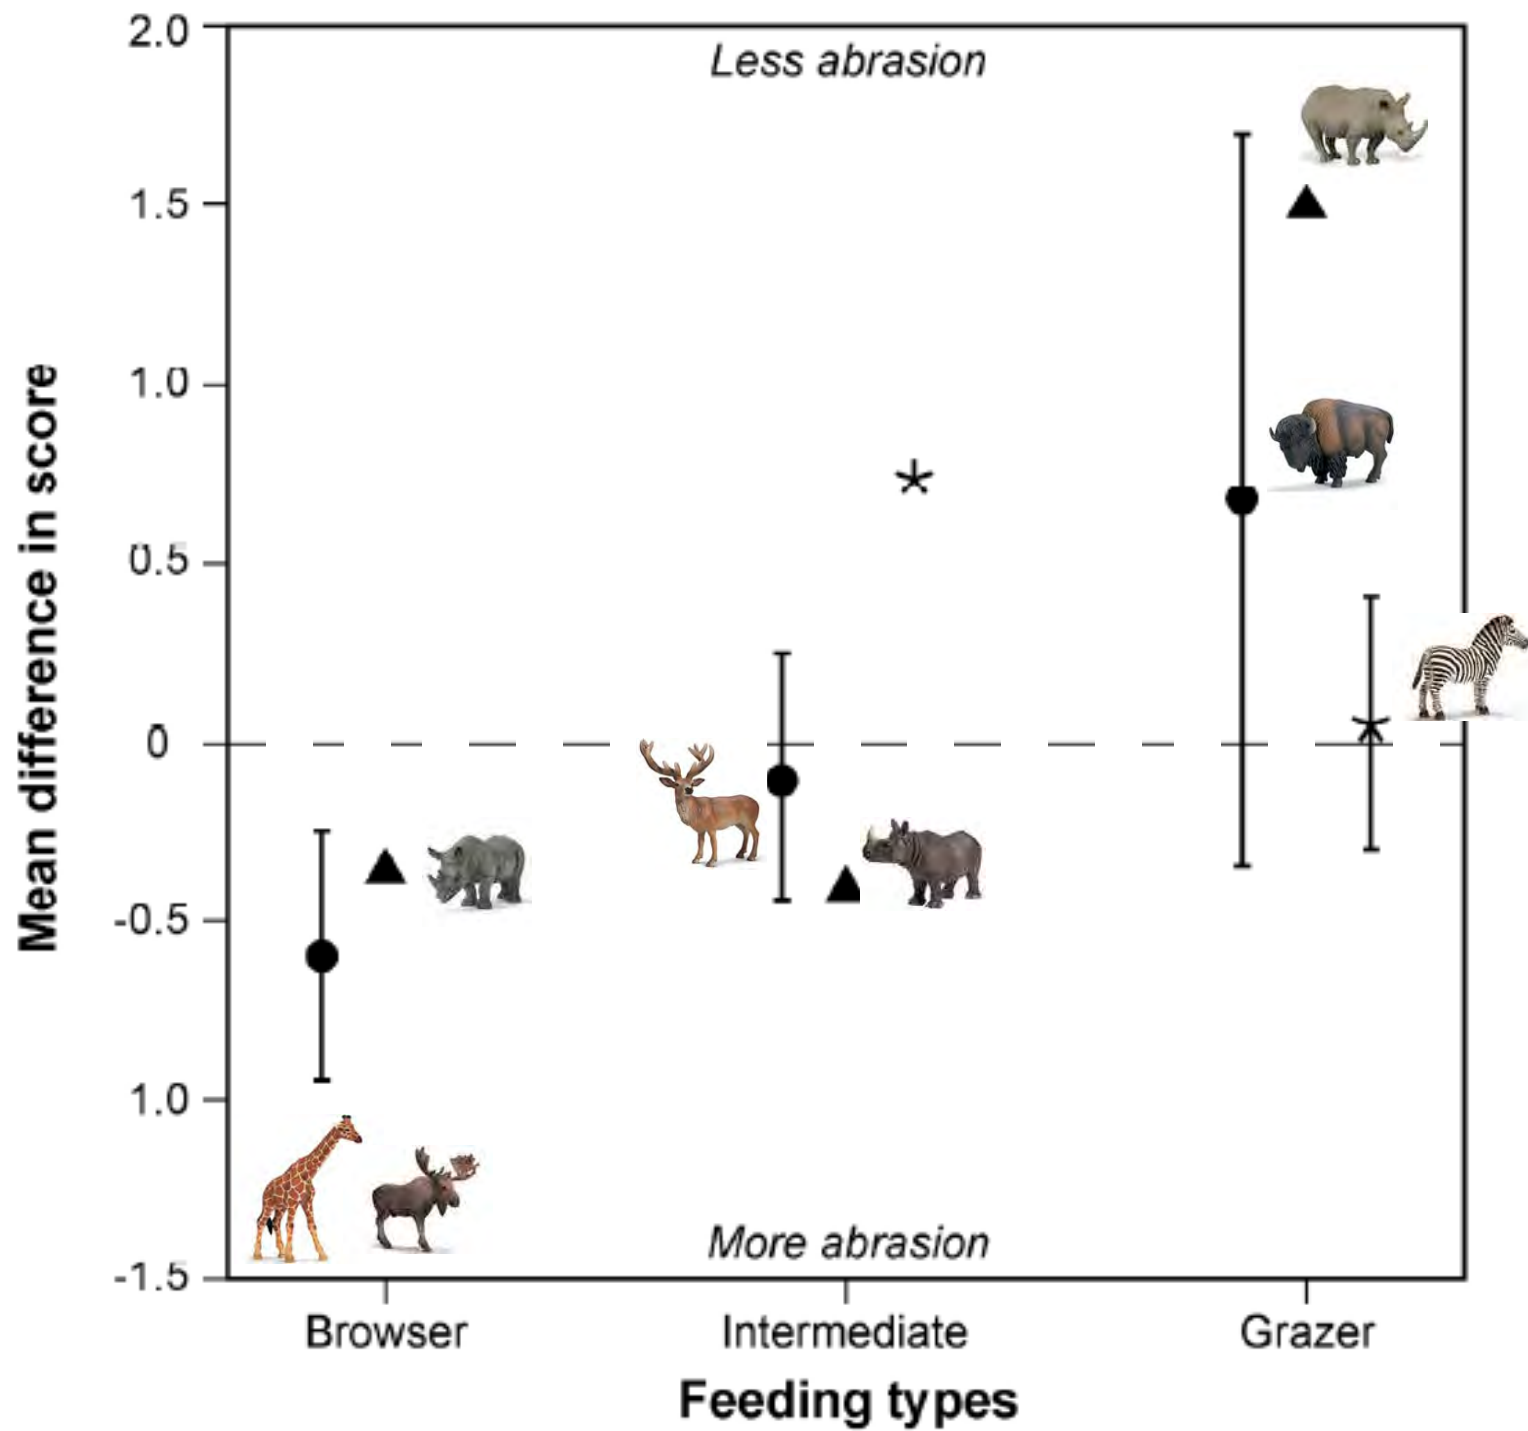 Mean difference in score
2.0
1.5
1.0
0.5
0
-0.5
1.0
-1.5
Less abrasion
More abrasion
Browser
Intermediate
Grazer
Feeding types